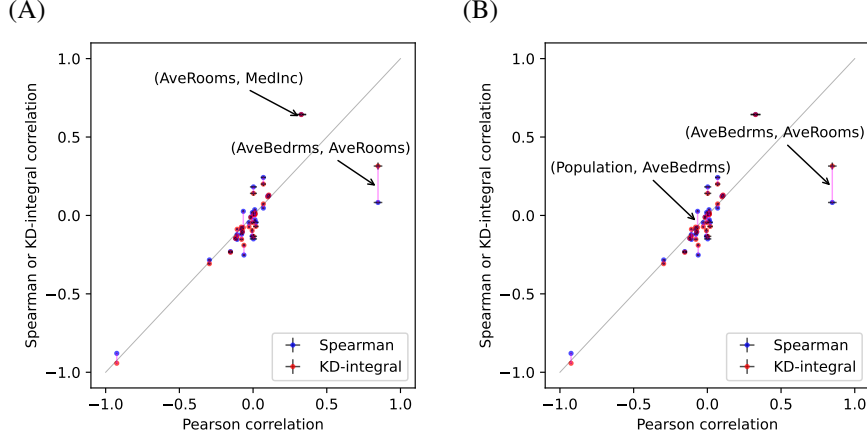 (A)
(B)
Spearman or KD-integral correlation
1.0
0.5
0.0
−0.5
−1.0
(AveRooms, MedInc)
(AveBedrms, AveRooms)
Spearman
KD-integral
−1.0
−0.5
0.0
0.5
1.0
Pearson correlation
Spearman or KD-integral correlation
1.0
0.5
0.0
−0.5
−1.0
(AveBedrms, AveRooms)
(Population, AveBedrms)
Spearman
KD-integral
−1.0
−0.5
0.0
0.5
1.0
Pearson correlation